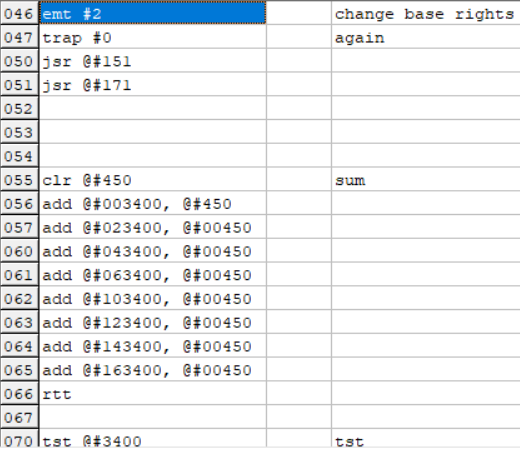 046 emt #2 change base rights
047 trap #0 again
050 jsr @#151
051 jsr @#171
052
053
054
055 clr @#450 sum
056 add @#003400, @#450
057 add @#023400, @#00450
060 add @#043400, @#00450
061 add @#063400, @#00450
062 add @#103400, @#00450
063 add @#123400, @#00450
064 add @#143400, @#00450
065 add @#163400, @#00450
066 rtt
067
070 tst @#3400 tst